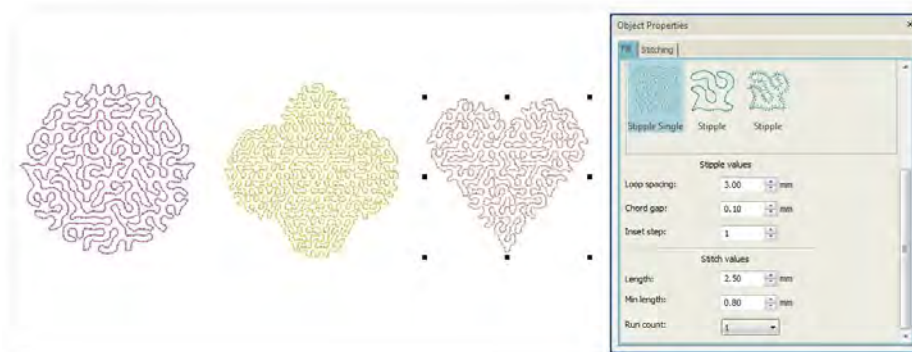 Object Properties
Fill Stitching
Stipple Single Stipple Stipple
Stipple values
Loop spacing: 3.00 mm
Chord gap: 0.10 mm
Inset step: 1
Stitch values
Length: 2.50 mm
Min length: 0.80 mm
Run count: 1